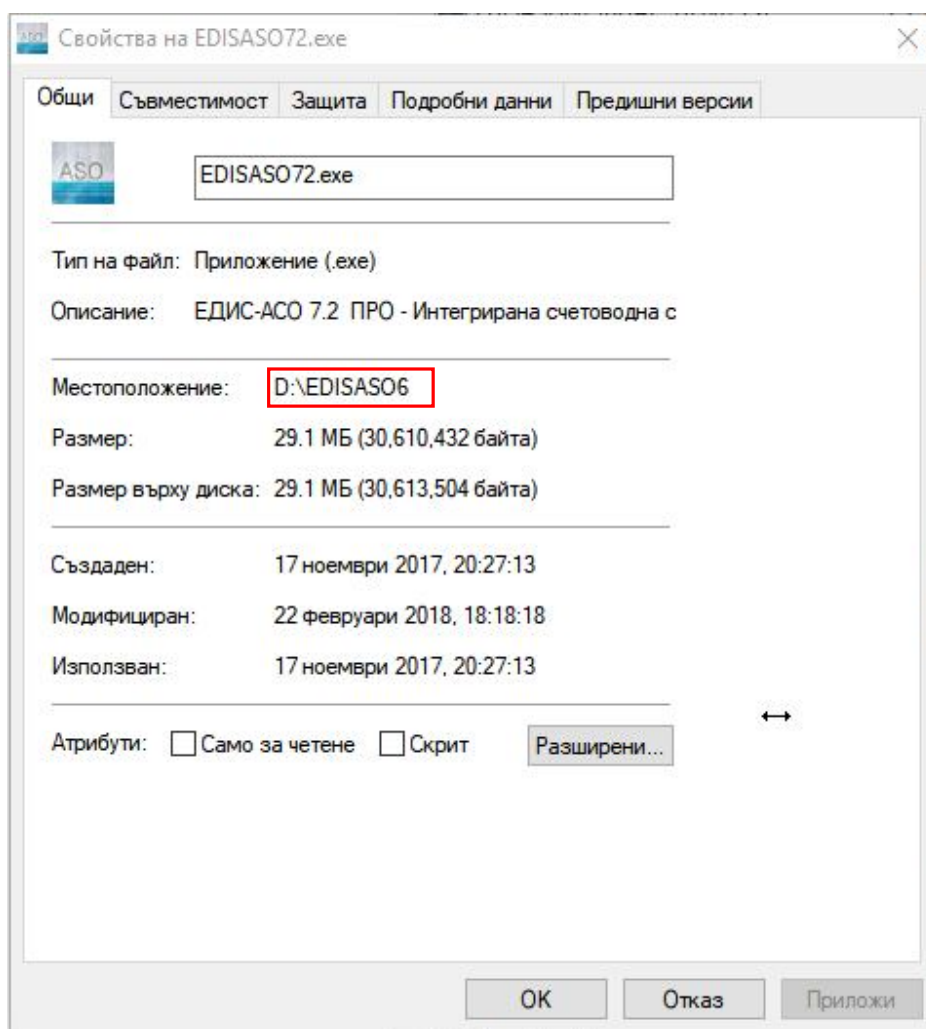 Свойства на EDISASO72.exe
Общи Съвместимост Защита Подробни данни Предишни версии
ASO
EDISASO72.exe
Тип на файл: Приложение (.exe)
Описание: ЕДИС-АСО 7.2 ПРО - Интегрирана счетоводна с
Местоположение: D:\EDISASO6
Размер: 29.1 МБ (30,610,432 байта)
Размер върху диска: 29.1 МБ (30,613,504 байта)
Създаден: 17 ноември 2017, 20:27:13
Модифициран: 22 февруари 2018, 18:18:18
Използван: 17 ноември 2017, 20:27:13
Атрибути: Само за четене Скрит Разширени...
OK Отказ Приложи